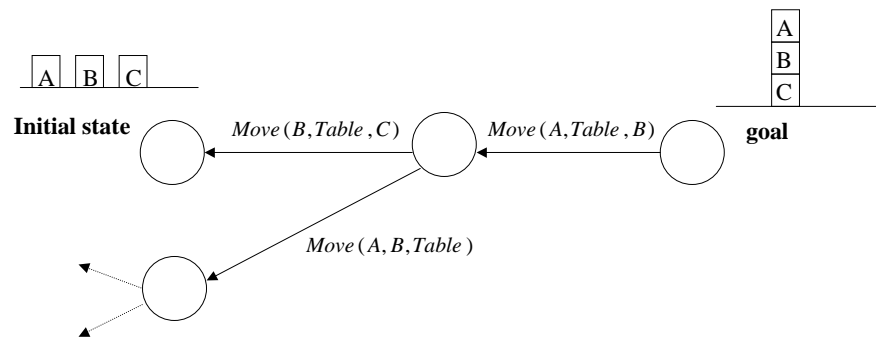 A
B
C
A B C
Initial state
Move(B,Table,C)
Move(A,Table,B)
goal
Move(A,B,Table)